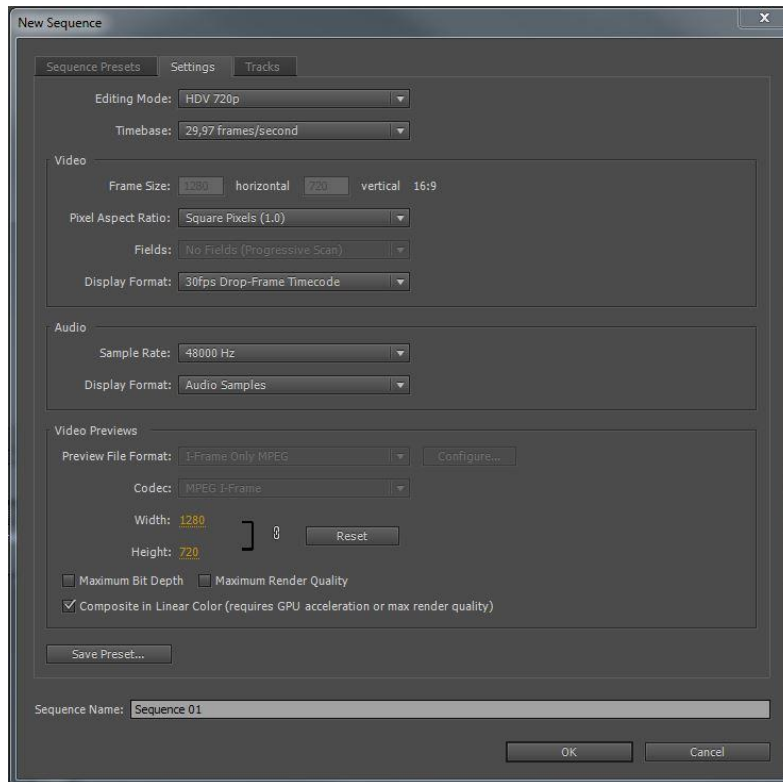 New Sequence
x
Sequence Presets Settings Tracks
Editing Mode: HDV 720p
Timebase: 29,97 frames/second
Video
Frame Size: 1280 horizontal 720 vertical 16:9
Pixel Aspect Ratio: Square Pixels (1.0)
Fields: No Fields (Progressive Scan)
Display Format: 30fps Drop-Frame Timecode
Audio
Sample Rate: 48000 Hz
Display Format: Audio Samples
Video Previews
Preview File Format: I-Frame Only MPEG Configure...
Codec: MPEG I-Frame
Width: 1280
Reset
Height: 720
Maximum Bit Depth Maximum Render Quality
Composite in Linear Color (requires GPU acceleration or max render quality)
Save Preset...
Sequence Name: Sequence 01
OK Cancel